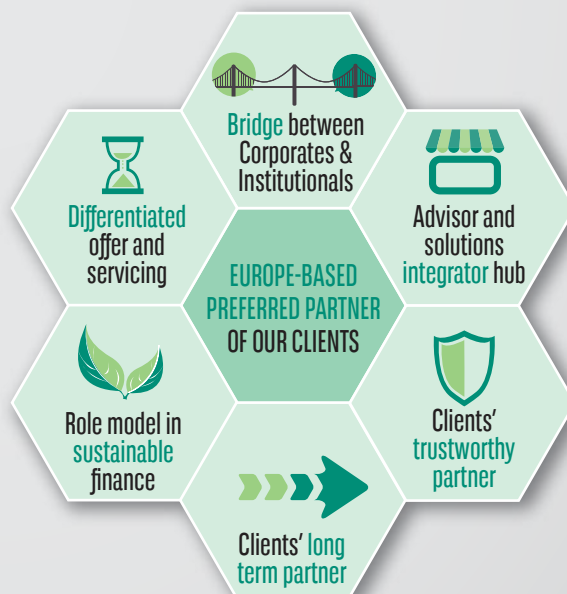 Bridge between
Corporates &
Institutionals
Differentiated
offer and
servicing
Advisor and
solutions
integrator hub
EUROPE-BASED
PREFERRED PARTNER
OF OUR CLIENTS
Role model in
sustainable
finance
Clients'
trustworthy
partner
Clients' long
term partner